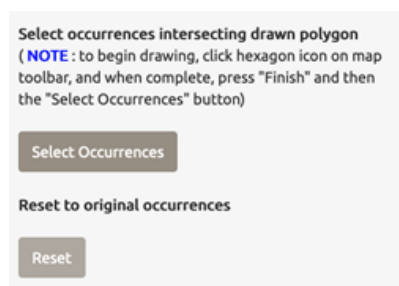 Select occurrences intersecting drawn polygon
( NOTE : to begin drawing, click hexagon icon on map
toolbar, and when complete, press "Finish" and then
the "Select Occurrences" button)
Select Occurrences
Reset to original occurrences
Reset